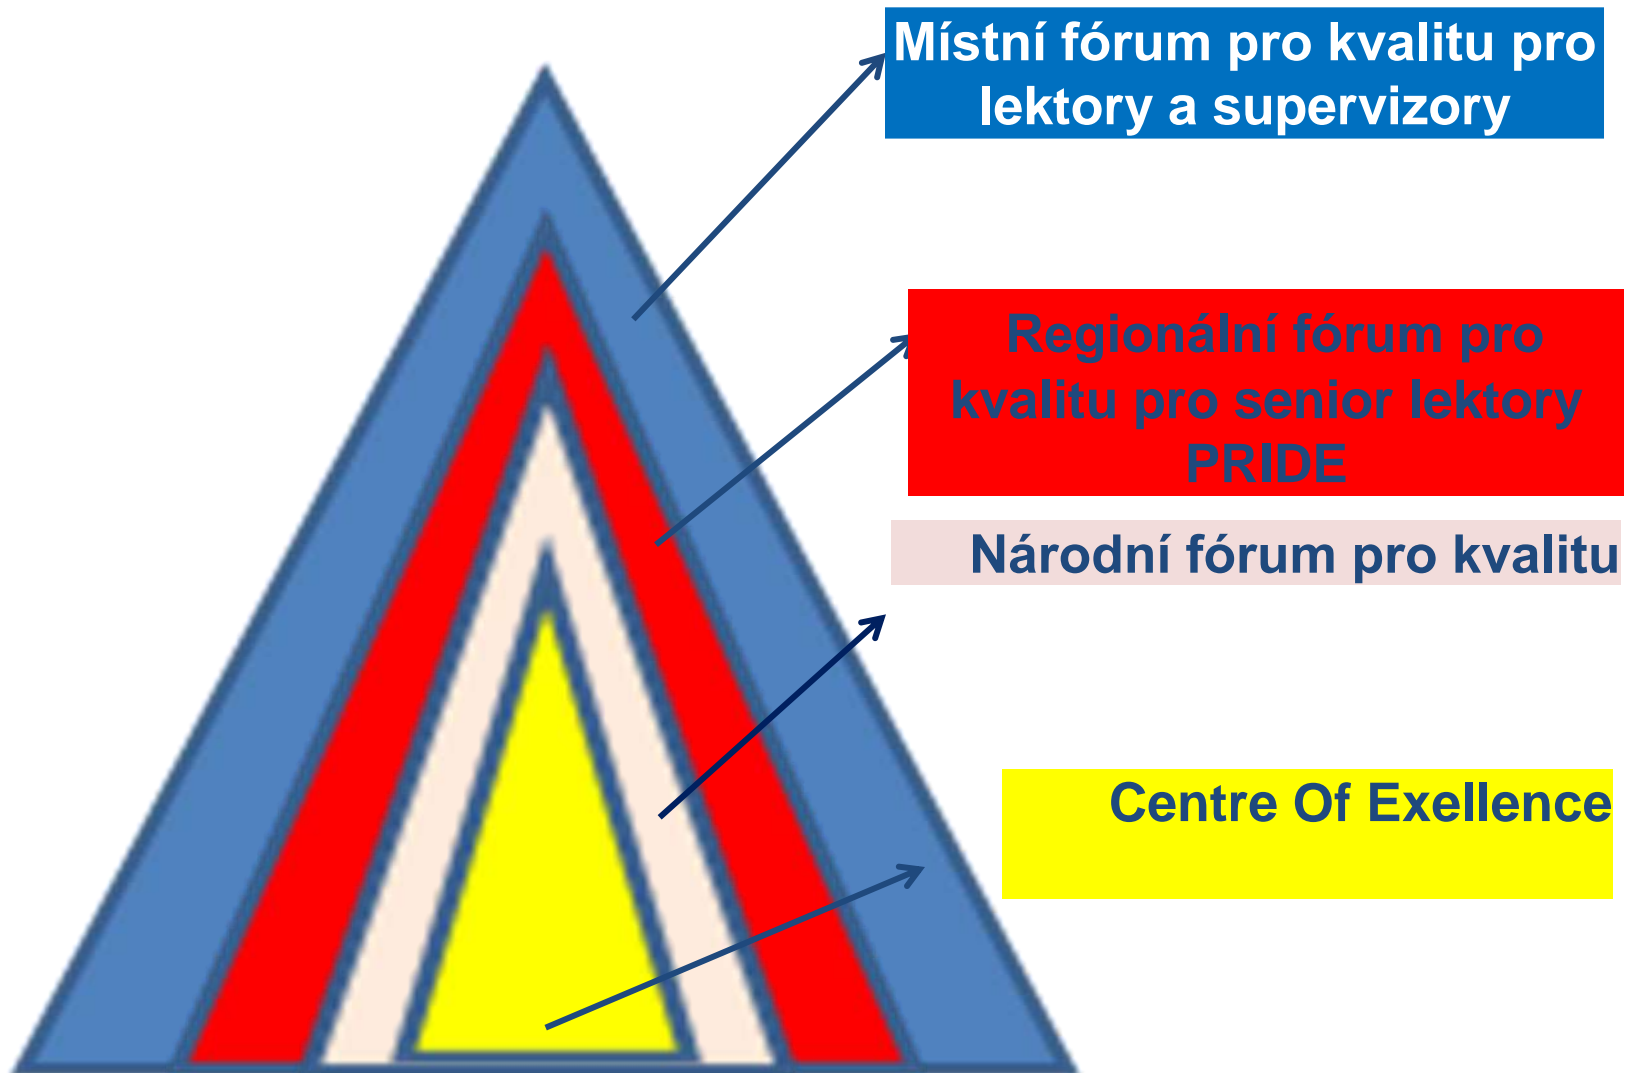 Místní fórum pro kvalitu pro
lektory a supervizory
Regionální fórum pro
kvalitu pro senior lektory
PRIDE
Národní fórum pro kvalitu
Centre Of Exellence